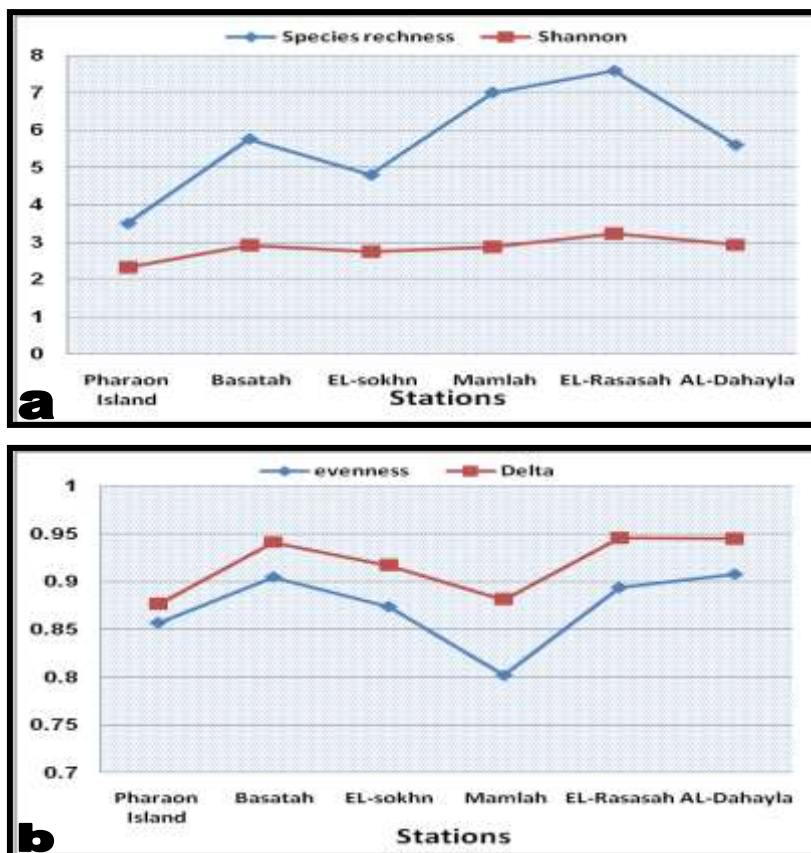 Species rechness Shannon
8
7
6
5
4
3
2
1
0
Pharaon Island Basatah EL-sokhn Mamlah EL-Rasasah AL-Dahayla
Stations
a
evenness Delta
1
0.95
0.9
0.85
0.8
0.75
0.7
Pharaon Island Basatah EL-sokhn Mamlah EL-Rasasah AL-Dahayla
Stations
b